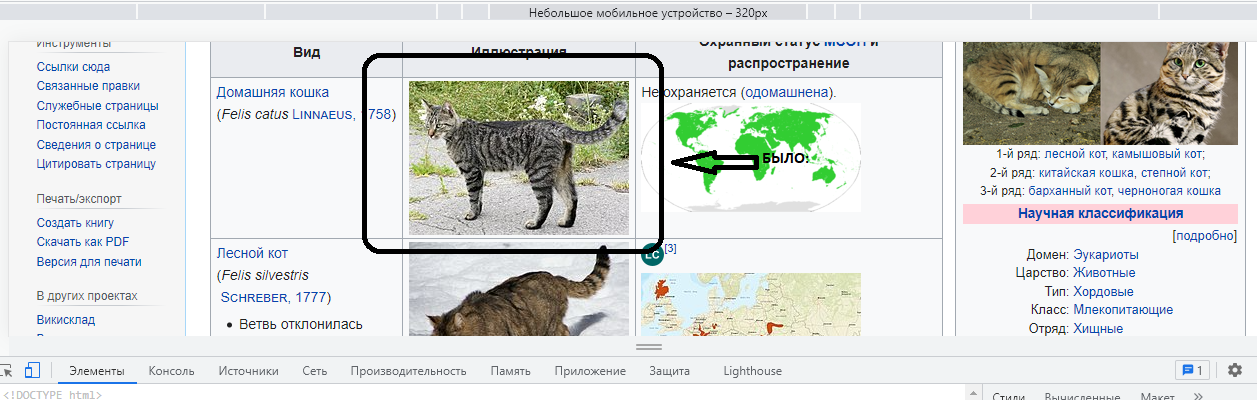 Небольшое мобильное устройство – 320px
Инструменты
Ссылки сюда
Связанные правки
Служебные страницы
Постоянная ссылка
Сведения о странице
Цитировать страницу
Печать/экспорт
Создать книгу
Скачать как PDF
Версия для печати
В других проектах
Викисклад
Вид
Иллюстрация
Охранный статус МСОП и
распространение
Домашняя кошка
(Felis catus LINNAEUS, 1758)
Не охраняется (одомашнена).
БЫЛО:
Лесной кот
(Felis silvestris
SCHREBER, 1777)
• Ветвь отклонилась
LC [3]
1-й ряд: лесной кот, камышовый кот;
2-й ряд: китайская кошка, степной кот;
3-й ряд: барханный кот, черноногая кошка
Научная классификация
[подробно]
Домен: Эукариоты
Царство: Животные
Тип: Хордовые
Класс: Млекопитающие
Отряд: Хищные
Элементы Консоль Источники Сеть Производительность Память Приложение Защита Lighthouse 1
<!DOCTYPE html>
Стили Вычисленные Макет »